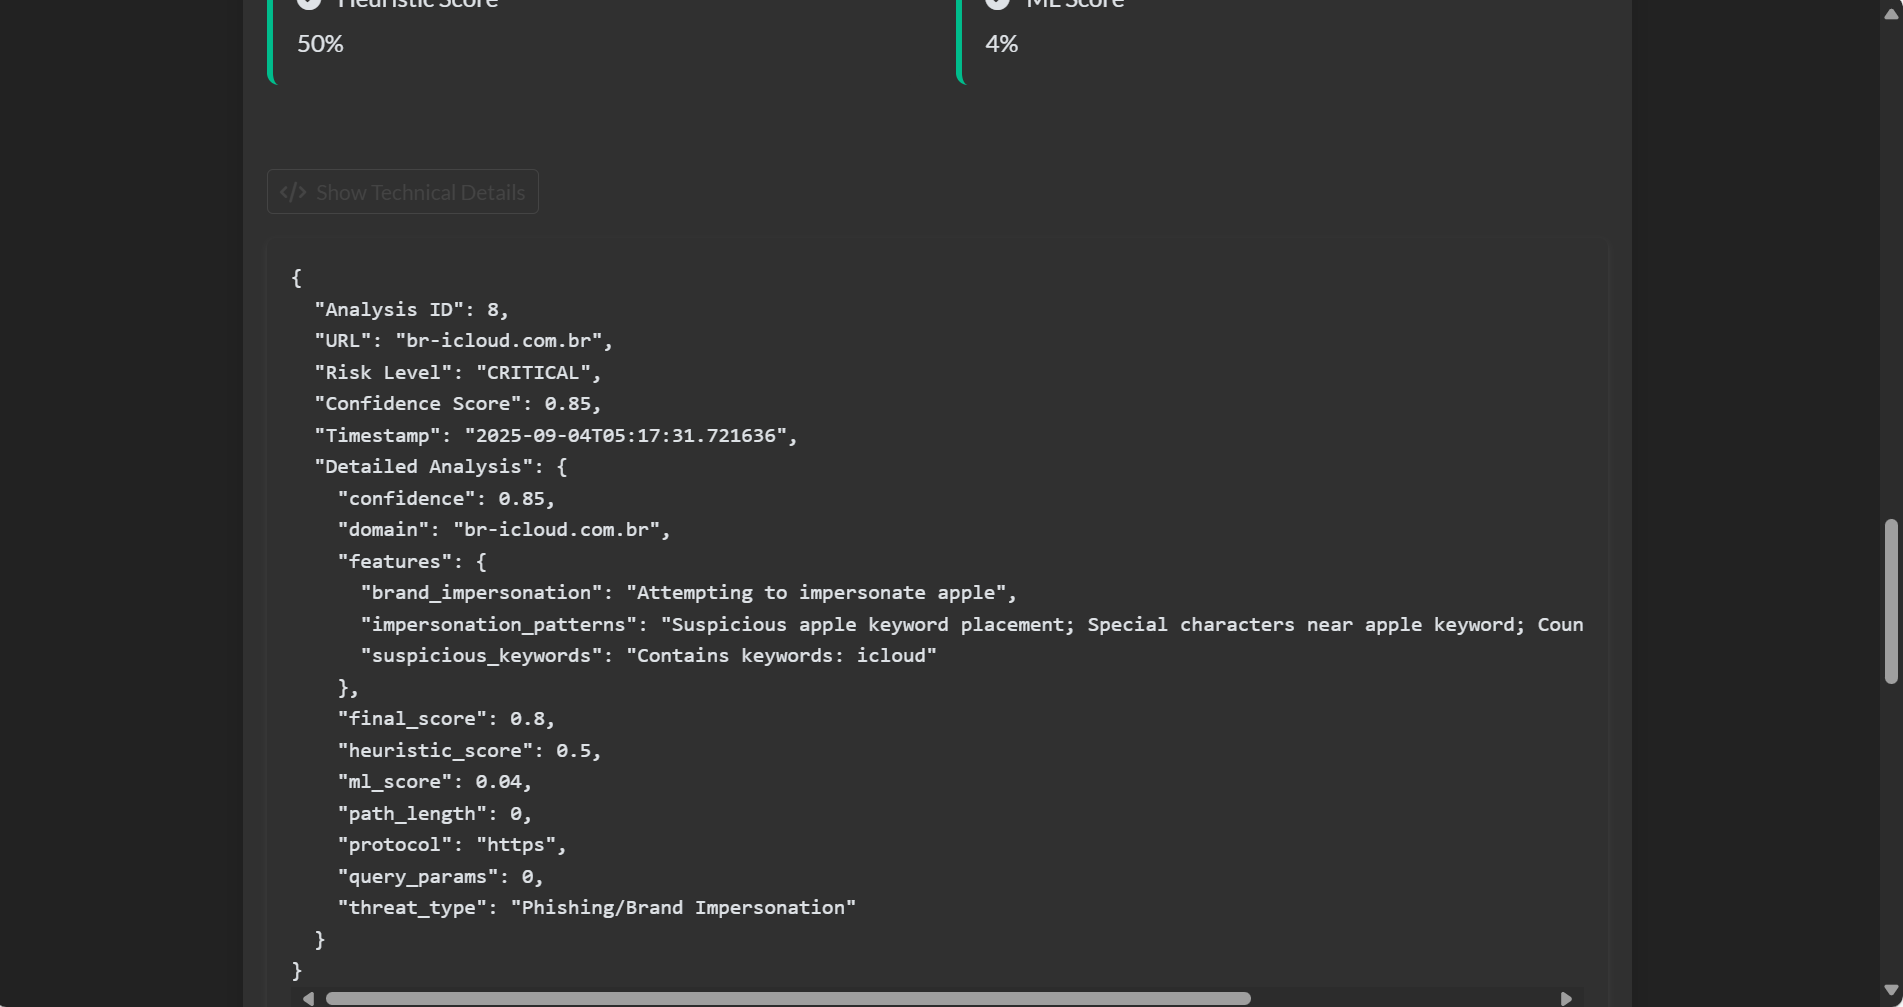 Heuristic Score
ML Score
50%
4%
</> Show Technical Details
{
"Analysis ID": 8,
"URL": "br-icloud.com.br",
"Risk Level": "CRITICAL",
"Confidence Score": 0.85,
"Timestamp": "2025-09-04T05:17:31.721636",
"Detailed Analysis": {
"confidence": 0.85,
"domain": "br-icloud.com.br",
"features": {
"brand_impersonation": "Attempting to impersonate apple",
"impersonation_patterns": "Suspicious apple keyword placement; Special characters near apple keyword; Coun
"suspicious_keywords": "Contains keywords: icloud"
},
"final_score": 0.8,
"heuristic_score": 0.5,
"ml_score": 0.04,
"path_length": 0,
"protocol": "https",
"query_params": 0,
"threat_type": "Phishing/Brand Impersonation"
}
}